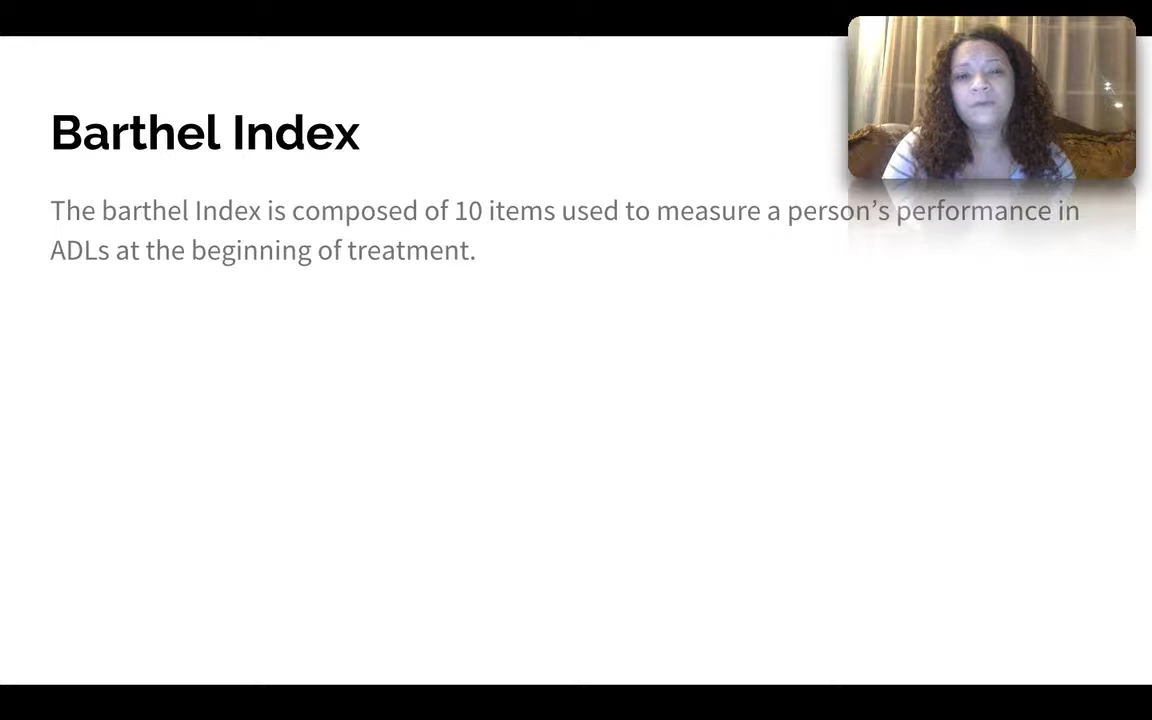 Barthel Index
The barthel Index is composed of 10 items used to measure a person’s performance in
ADLs at the beginning of treatment.